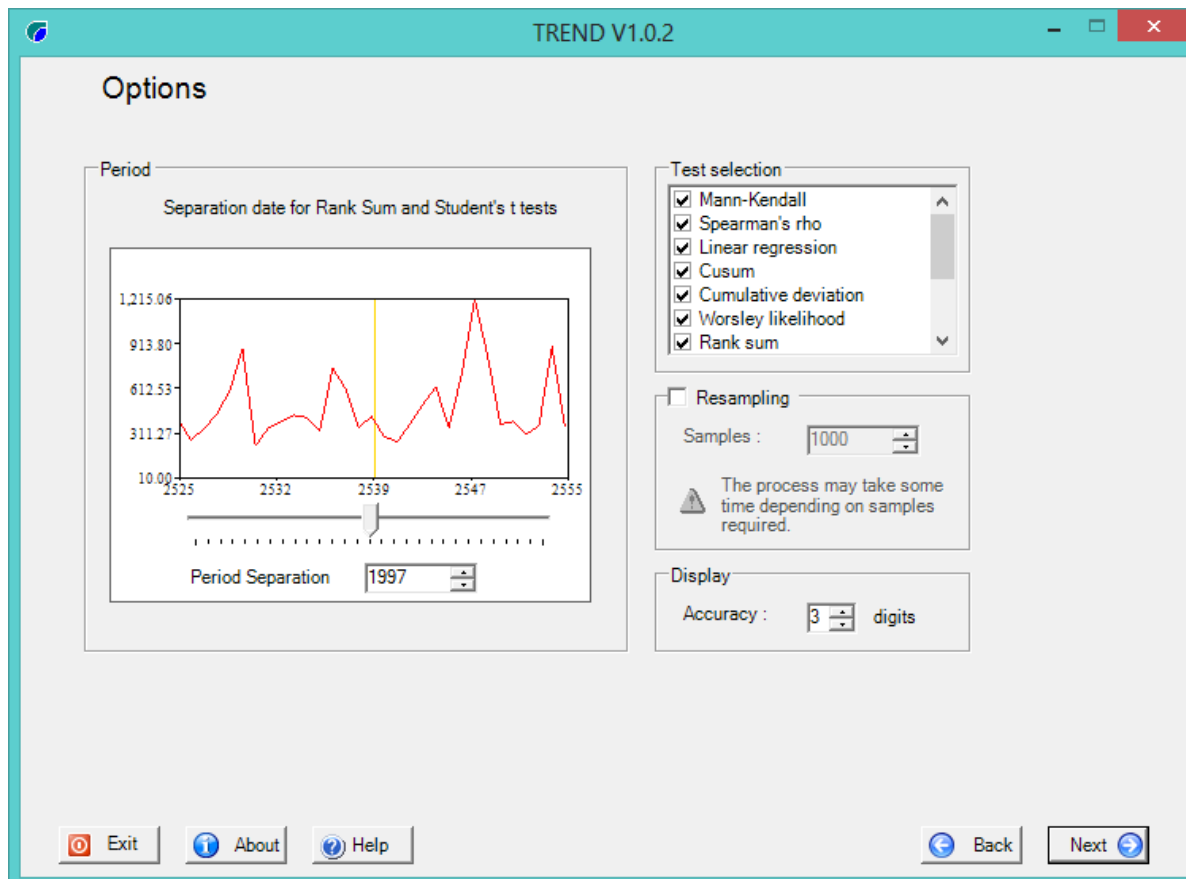 TREND V1.0.2
Options
Period
Separation date for Rank Sum and Student's t tests
1,215.06
913.80
612.53
311.27
10.00
2525 2532 2539 2547 2555
Period Separation 1997
Test selection
Mann-Kendall
Spearman's rho
Linear regression
Cusum
Cumulative deviation
Worsley likelihood
Rank sum
Resampling
Samples : 1000
The process may take some
time depending on samples
required.
Display
Accuracy : 3 digits
Exit About Help Back Next